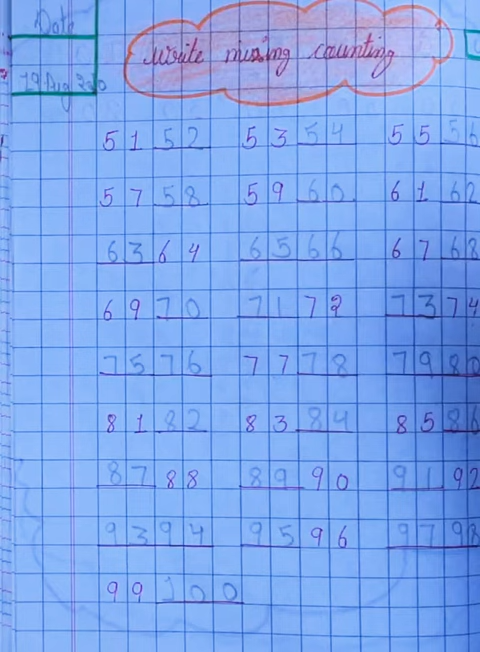 Date
Write missing counting
19 Aug
51 52 53 54 55 56
57 58 59 60 61 62
63 64 65 66 67 68
69 70 71 72 73 74
75 76 77 78 79 80
81 82 83 84 85 86
87 88 89 90 91 92
93 94 95 96 97 98
99 100